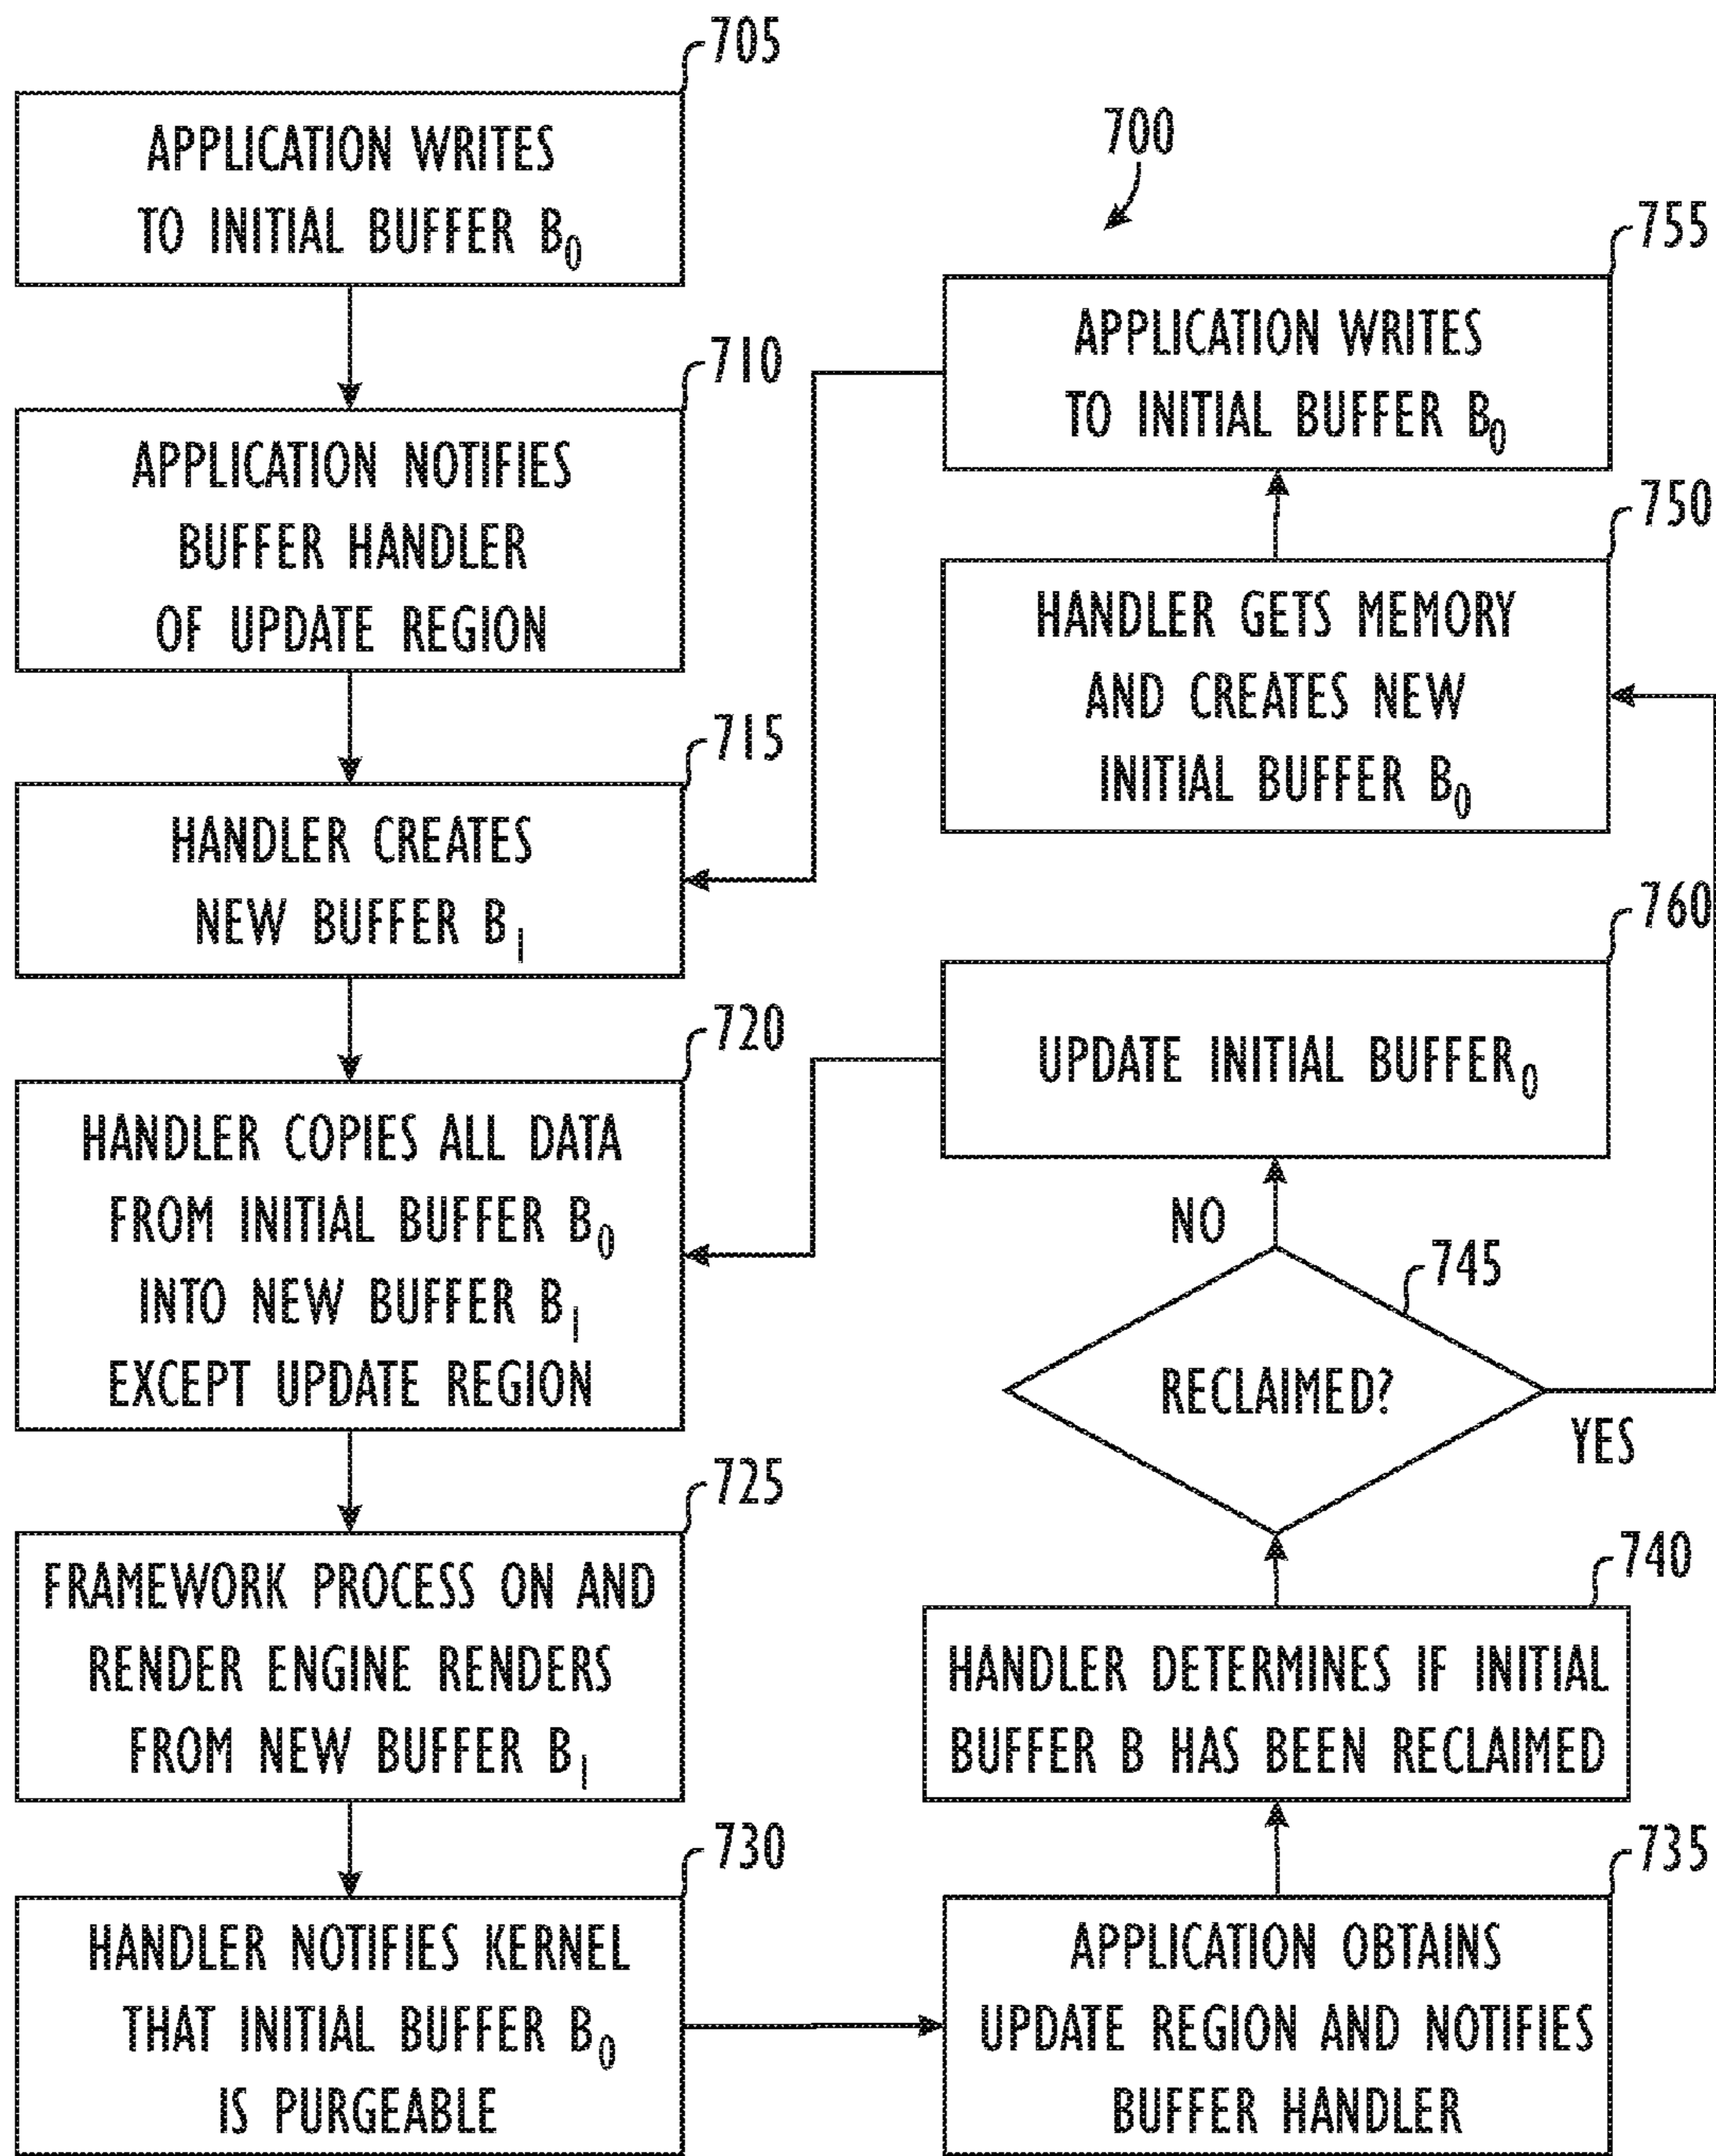 705
APPLICATION WRITES
TO INITIAL BUFFER B₀
710
APPLICATION NOTIFIES
BUFFER HANDLER
OF UPDATE REGION
715
HANDLER CREATES
NEW BUFFER B₁
720
HANDLER COPIES ALL DATA
FROM INITIAL BUFFER B₀
INTO NEW BUFFER B₁
EXCEPT UPDATE REGION
725
FRAMEWORK PROCESS ON AND
RENDER ENGINE RENDERS
FROM NEW BUFFER B₁
730
HANDLER NOTIFIES KERNEL
THAT INITIAL BUFFER B₀
IS PURGEABLE
700
755
APPLICATION WRITES
TO INITIAL BUFFER B₀
750
HANDLER GETS MEMORY
AND CREATES NEW
INITIAL BUFFER B₀
760
UPDATE INITIAL BUFFER₀
NO
745
RECLAIMED?
YES
740
HANDLER DETERMINES IF INITIAL
BUFFER B HAS BEEN RECLAIMED
735
APPLICATION OBTAINS
UPDATE REGION AND NOTIFIES
BUFFER HANDLER